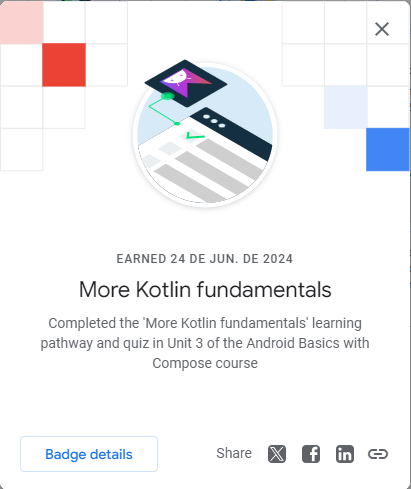 EARNED 24 DE JUN. DE 2024
More Kotlin fundamentals
Completed the 'More Kotlin fundamentals' learning
pathway and quiz in Unit 3 of the Android Basics with
Compose course
Badge details
Share